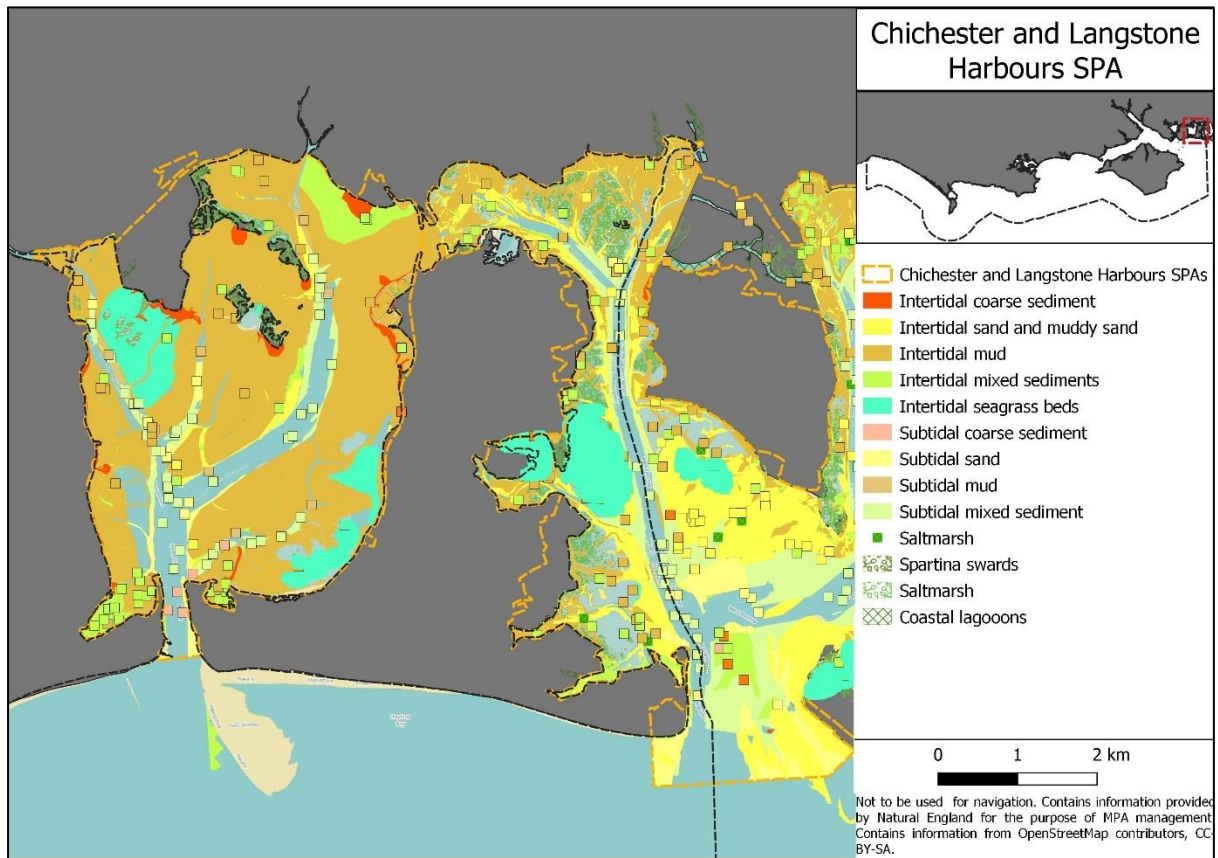 Chichester and Langstone
Harbours SPA
Chichester and Langstone Harbours SPAs
Intertidal coarse sediment
Intertidal sand and muddy sand
Intertidal mud
Intertidal mixed sediments
Intertidal seagrass beds
Subtidal coarse sediment
Subtidal sand
Subtidal mud
Subtidal mixed sediment
Saltmarsh
Spartina swards
Saltmarsh
Coastal lagooons
0 1 2 km
Not to be used for navigation. Contains information provided
by Natural England for the purpose of MPA management
Contains information from OpenStreetMap contributors, CC-
BY-SA.